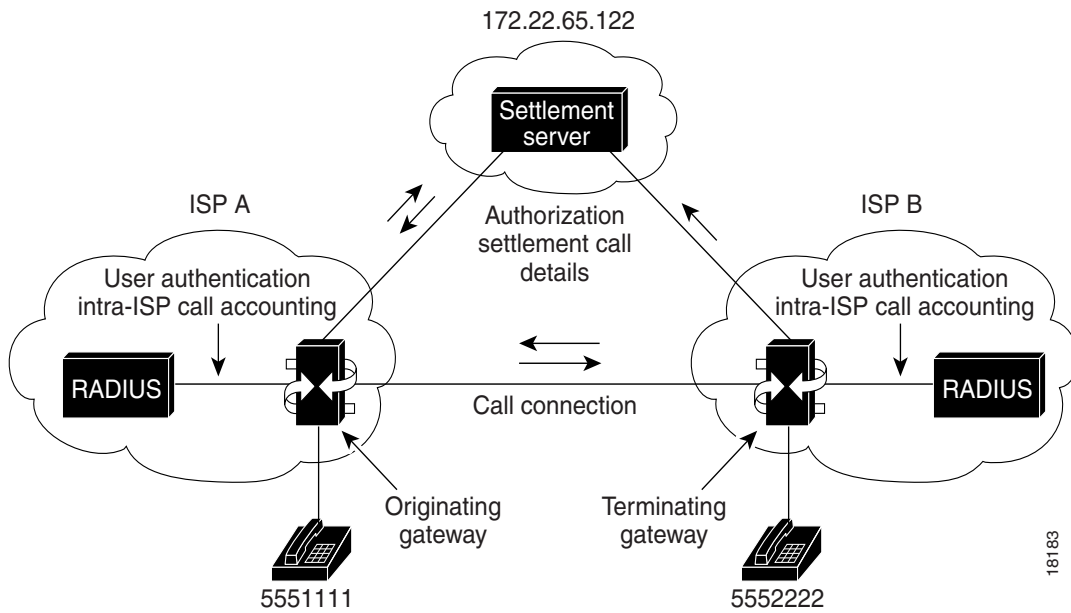 172.22.65.122
Settlement
server
ISP A
ISP B
Authorization
settlement call
details
User authentication
intra-ISP call accounting
User authentication
intra-ISP call accounting
RADIUS
RADIUS
Call connection
Originating
gateway
Terminating
gateway
5551111
5552222
18183